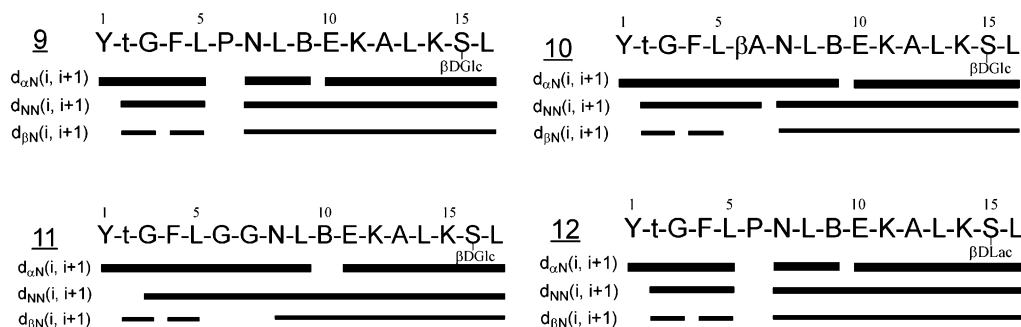 1 5 10 15
9 Y-t-G-F-L-P-N-L-B-E-K-A-L-K-S-L
βDGlc
dαN(i, i+1)
dNN(i, i+1)
dβN(i, i+1)
1 5 10 15
10 Y-t-G-F-L-βA-N-L-B-E-K-A-L-K-S-L
βDGlc
dαN(i, i+1)
dNN(i, i+1)
dβN(i, i+1)
1 5 10 15
11 Y-t-G-F-L-G-G-N-L-B-E-K-A-L-K-S-L
βDGlc
dαN(i, i+1)
dNN(i, i+1)
dβN(i, i+1)
1 5 10 15
12 Y-t-G-F-L-P-N-L-B-E-K-A-L-K-S-L
βDLac
dαN(i, i+1)
dNN(i, i+1)
dβN(i, i+1)